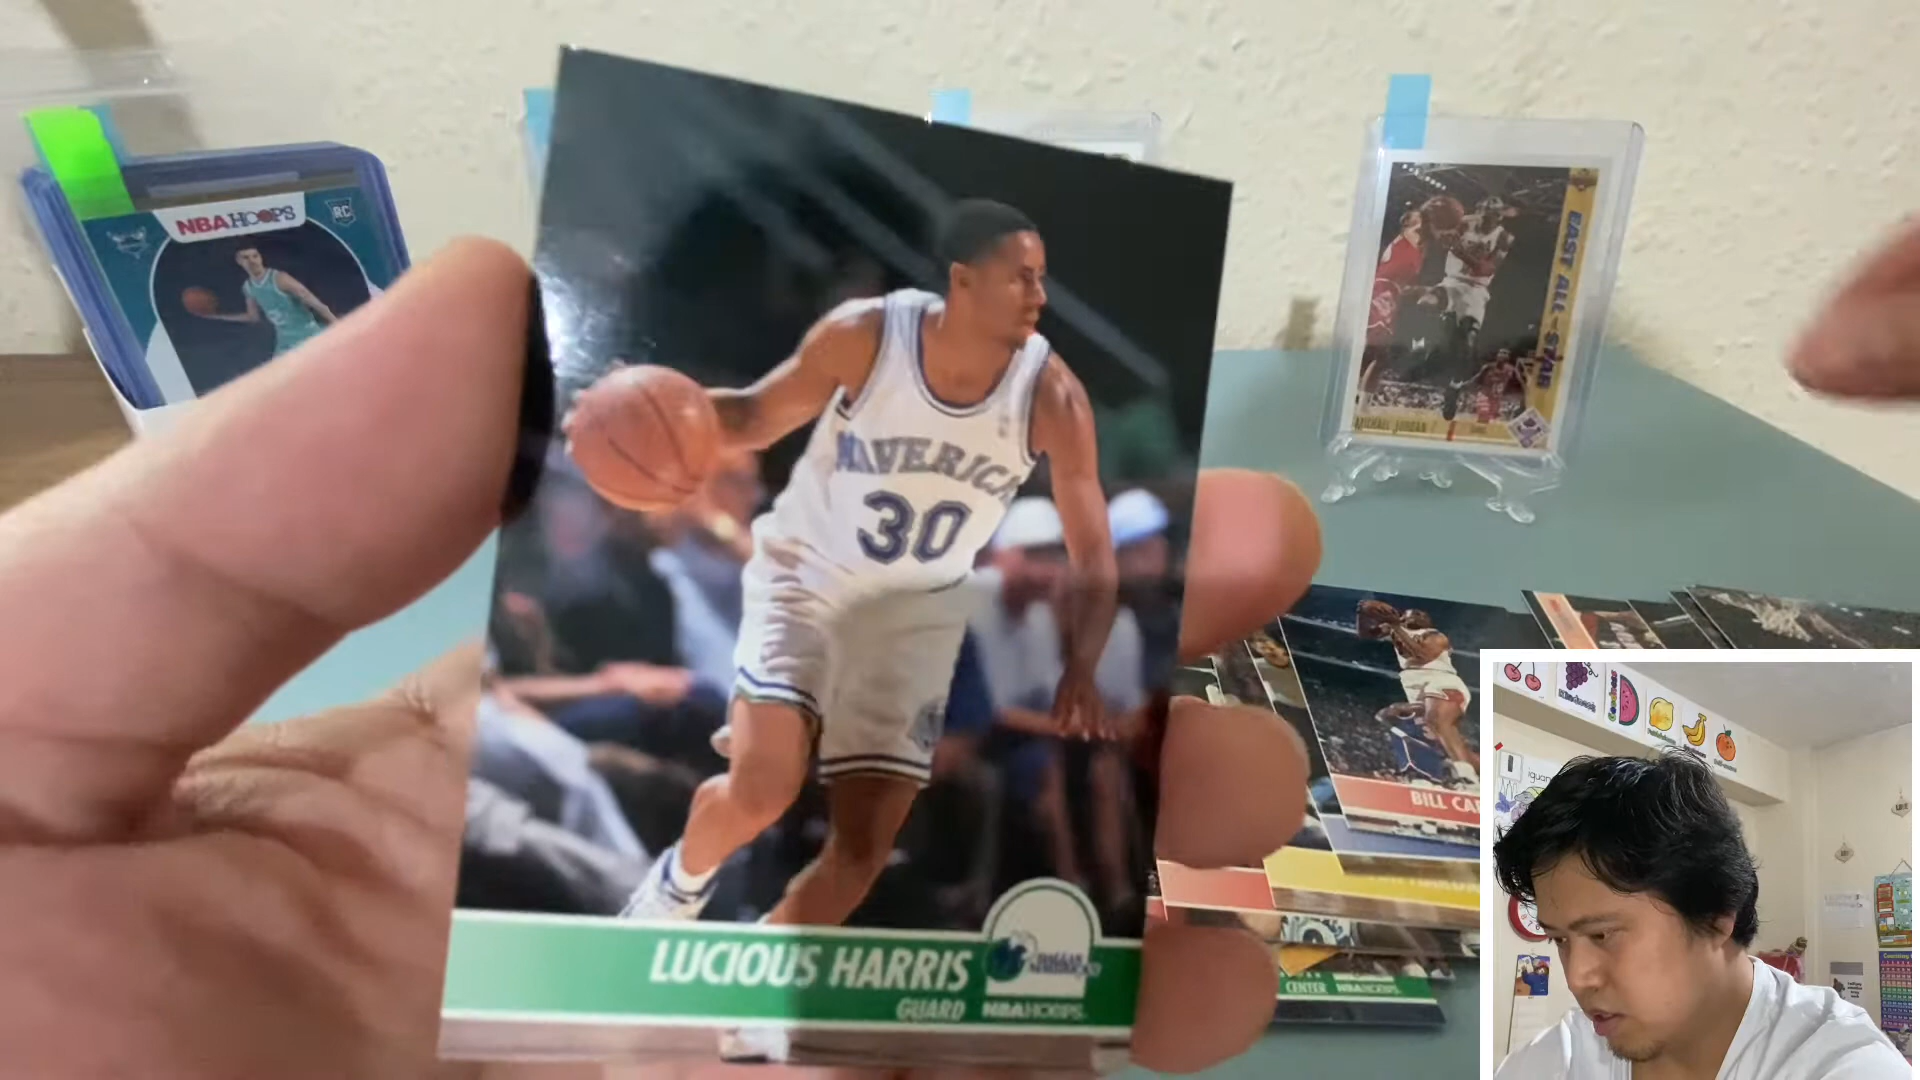 NBA HOOPS
RC
EAST ALL-STAR
MICHAEL JORDAN
MAVERICK
30
LUCIOUS HARRIS
GUARD
NBA HOOPS
BILL CA
CENTER NBA HOOPS